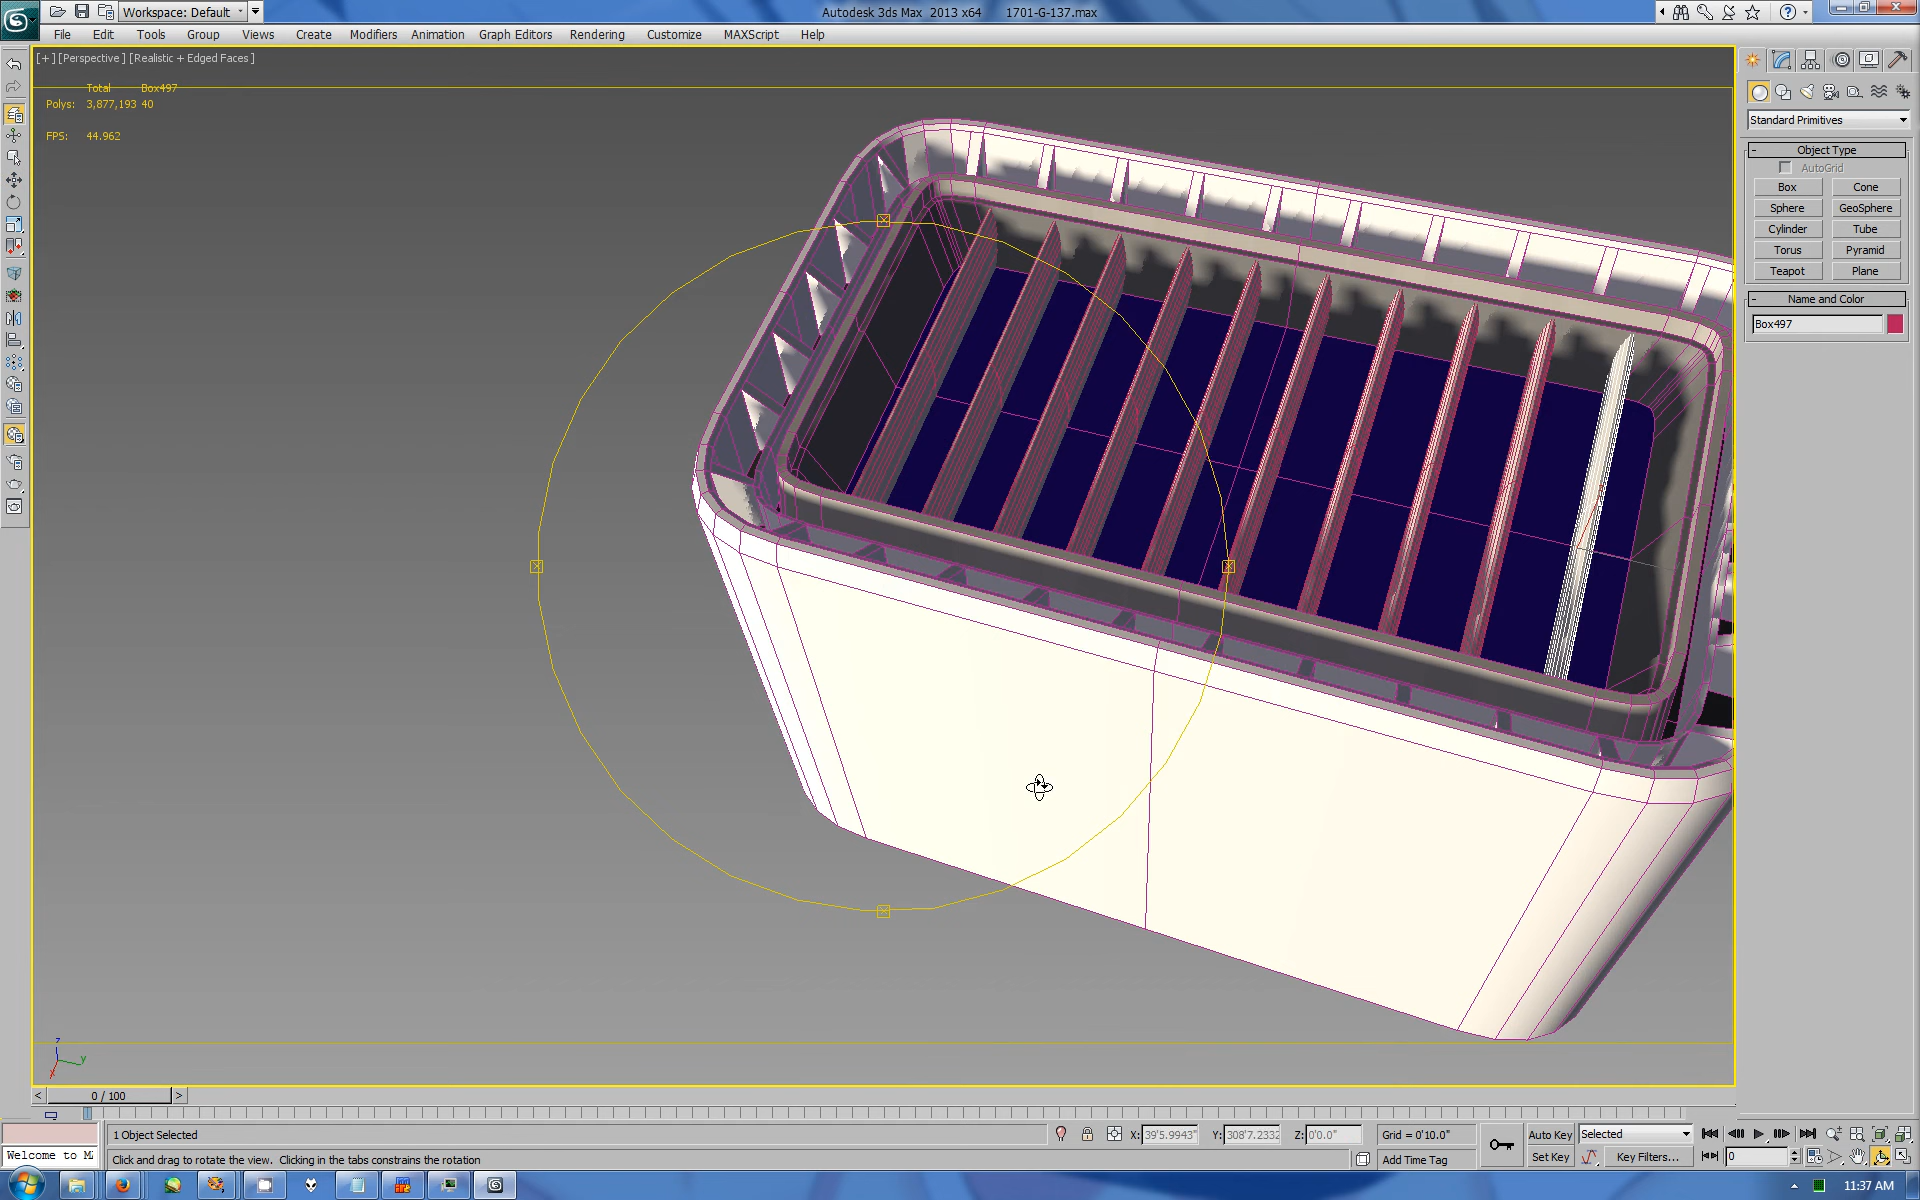 Workspace: Default
Autodesk 3ds Max 2013 x64 1701-G-137.max
File Edit Tools Group Views Create Modifiers Animation Graph Editors Rendering Customize MAXScript Help
[+] [Perspective] [Realistic + Edged Faces]
Total Box497
Polys: 3,877,193 40
FPS: 44.962
Standard Primitives
- Object Type
AutoGrid
Box Cone
Sphere GeoSphere
Cylinder Tube
Torus Pyramid
Teapot Plane
- Name and Color
Box497
z
y
x
< 0 / 100 >
1 Object Selected
X: 39'5.9943" Y: 308'7.2332 Z: 0'0.0" Grid = 0'10.0"
Auto Key Selected
Welcome to M
Click and drag to rotate the view. Clicking in the tabs constrains the rotation
Add Time Tag
Set Key Key Filters... 0
11:37 AM